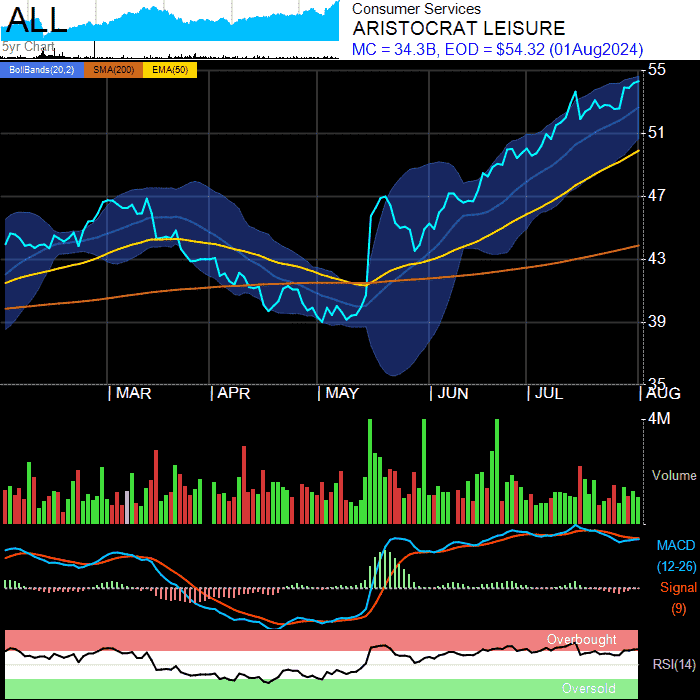 ALL
5yr Chart
Consumer Services
ARISTOCRAT LEISURE
MC = 34.3B, EOD = $54.32 (01Aug2024)
BollBands(20,2) SMA(200) EMA(50)
55
51
47
43
39
35
MAR APR MAY JUN JUL AUG
4M
Volume
MACD
(12-26)
Signal
(9)
Overbought
RSI(14)
Oversold